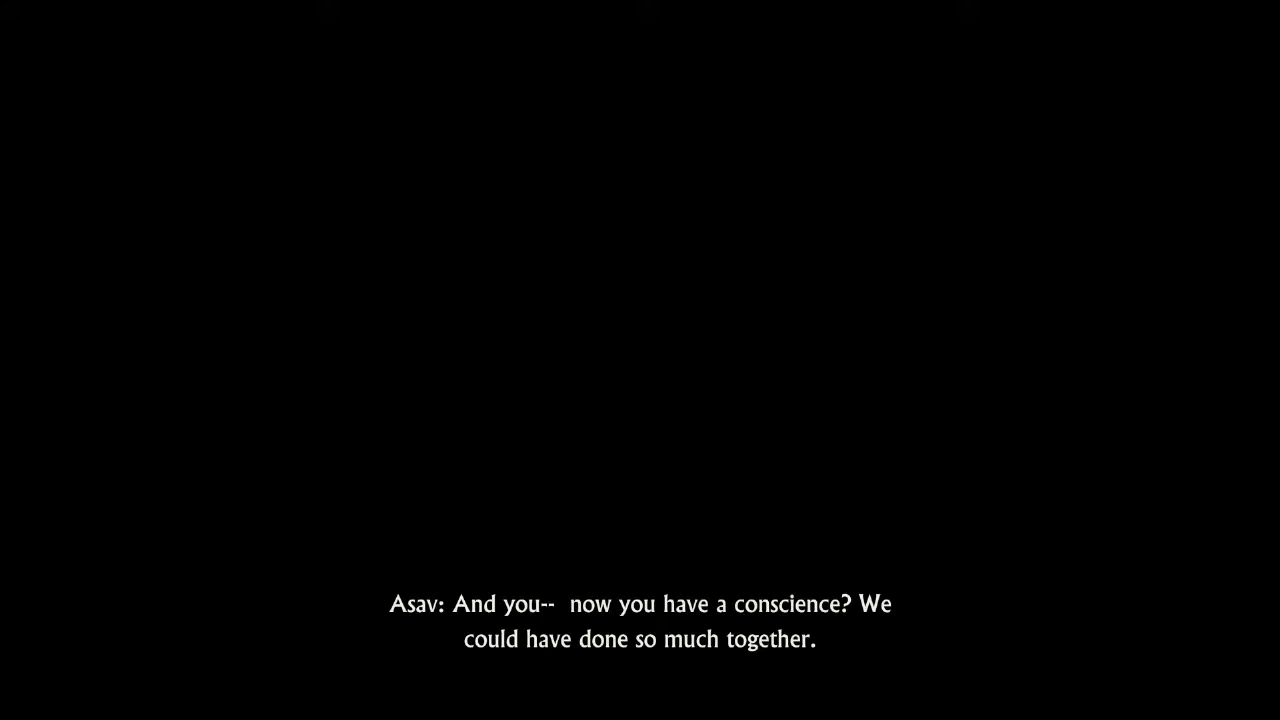 Asav: And you--  now you have a conscience? We
could have done so much together.